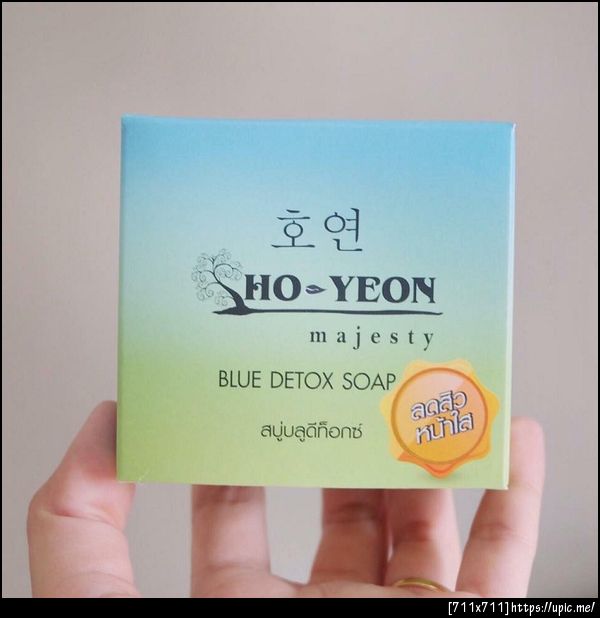 호연
HO-YEON
majesty
BLUE DETOX SOAP
สบู่บลูดีท็อกซ์
ลดสิว
หน้าใส
[711x711]https://upic.me/